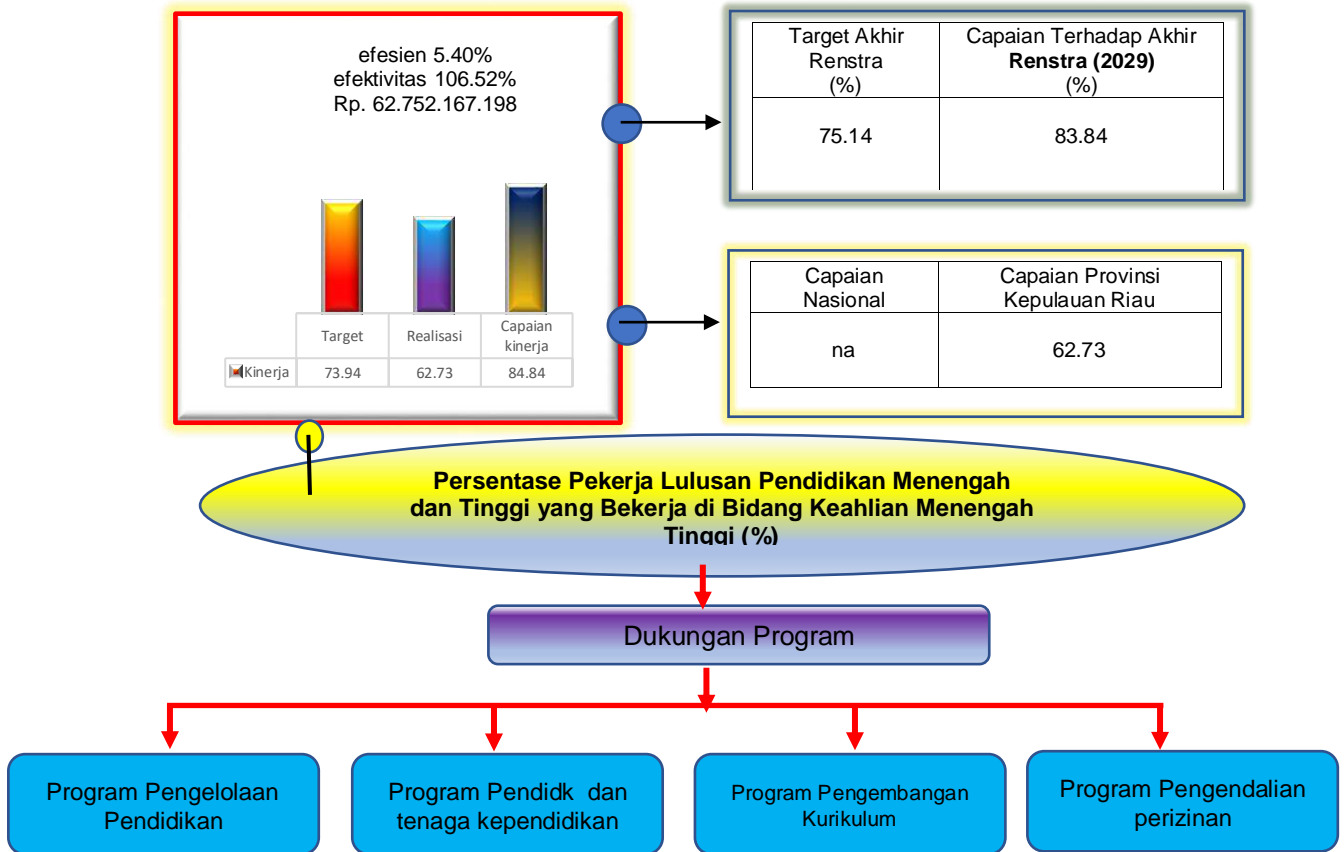 efesien 5.40%
efektivitas 106.52%
Rp. 62.752.167.198
Target
Realisasi
Capaian
kinerja
Kinerja
73.94
62.73
84.84
Target Akhir
Renstra
(%)
Capaian Terhadap Akhir
Renstra (2029)
(%)
75.14
83.84
Capaian
Nasional
Capaian Provinsi
Kepulauan Riau
na
62.73
Persentase Pekerja Lulusan Pendidikan Menengah
dan Tinggi yang Bekerja di Bidang Keahlian Menengah
Tinggi (%)
Dukungan Program
Program Pengelolaan
Pendidikan
Program Pendidk dan
tenaga kependidikan
Program Pengembangan
Kurikulum
Program Pengendalian
perizinan